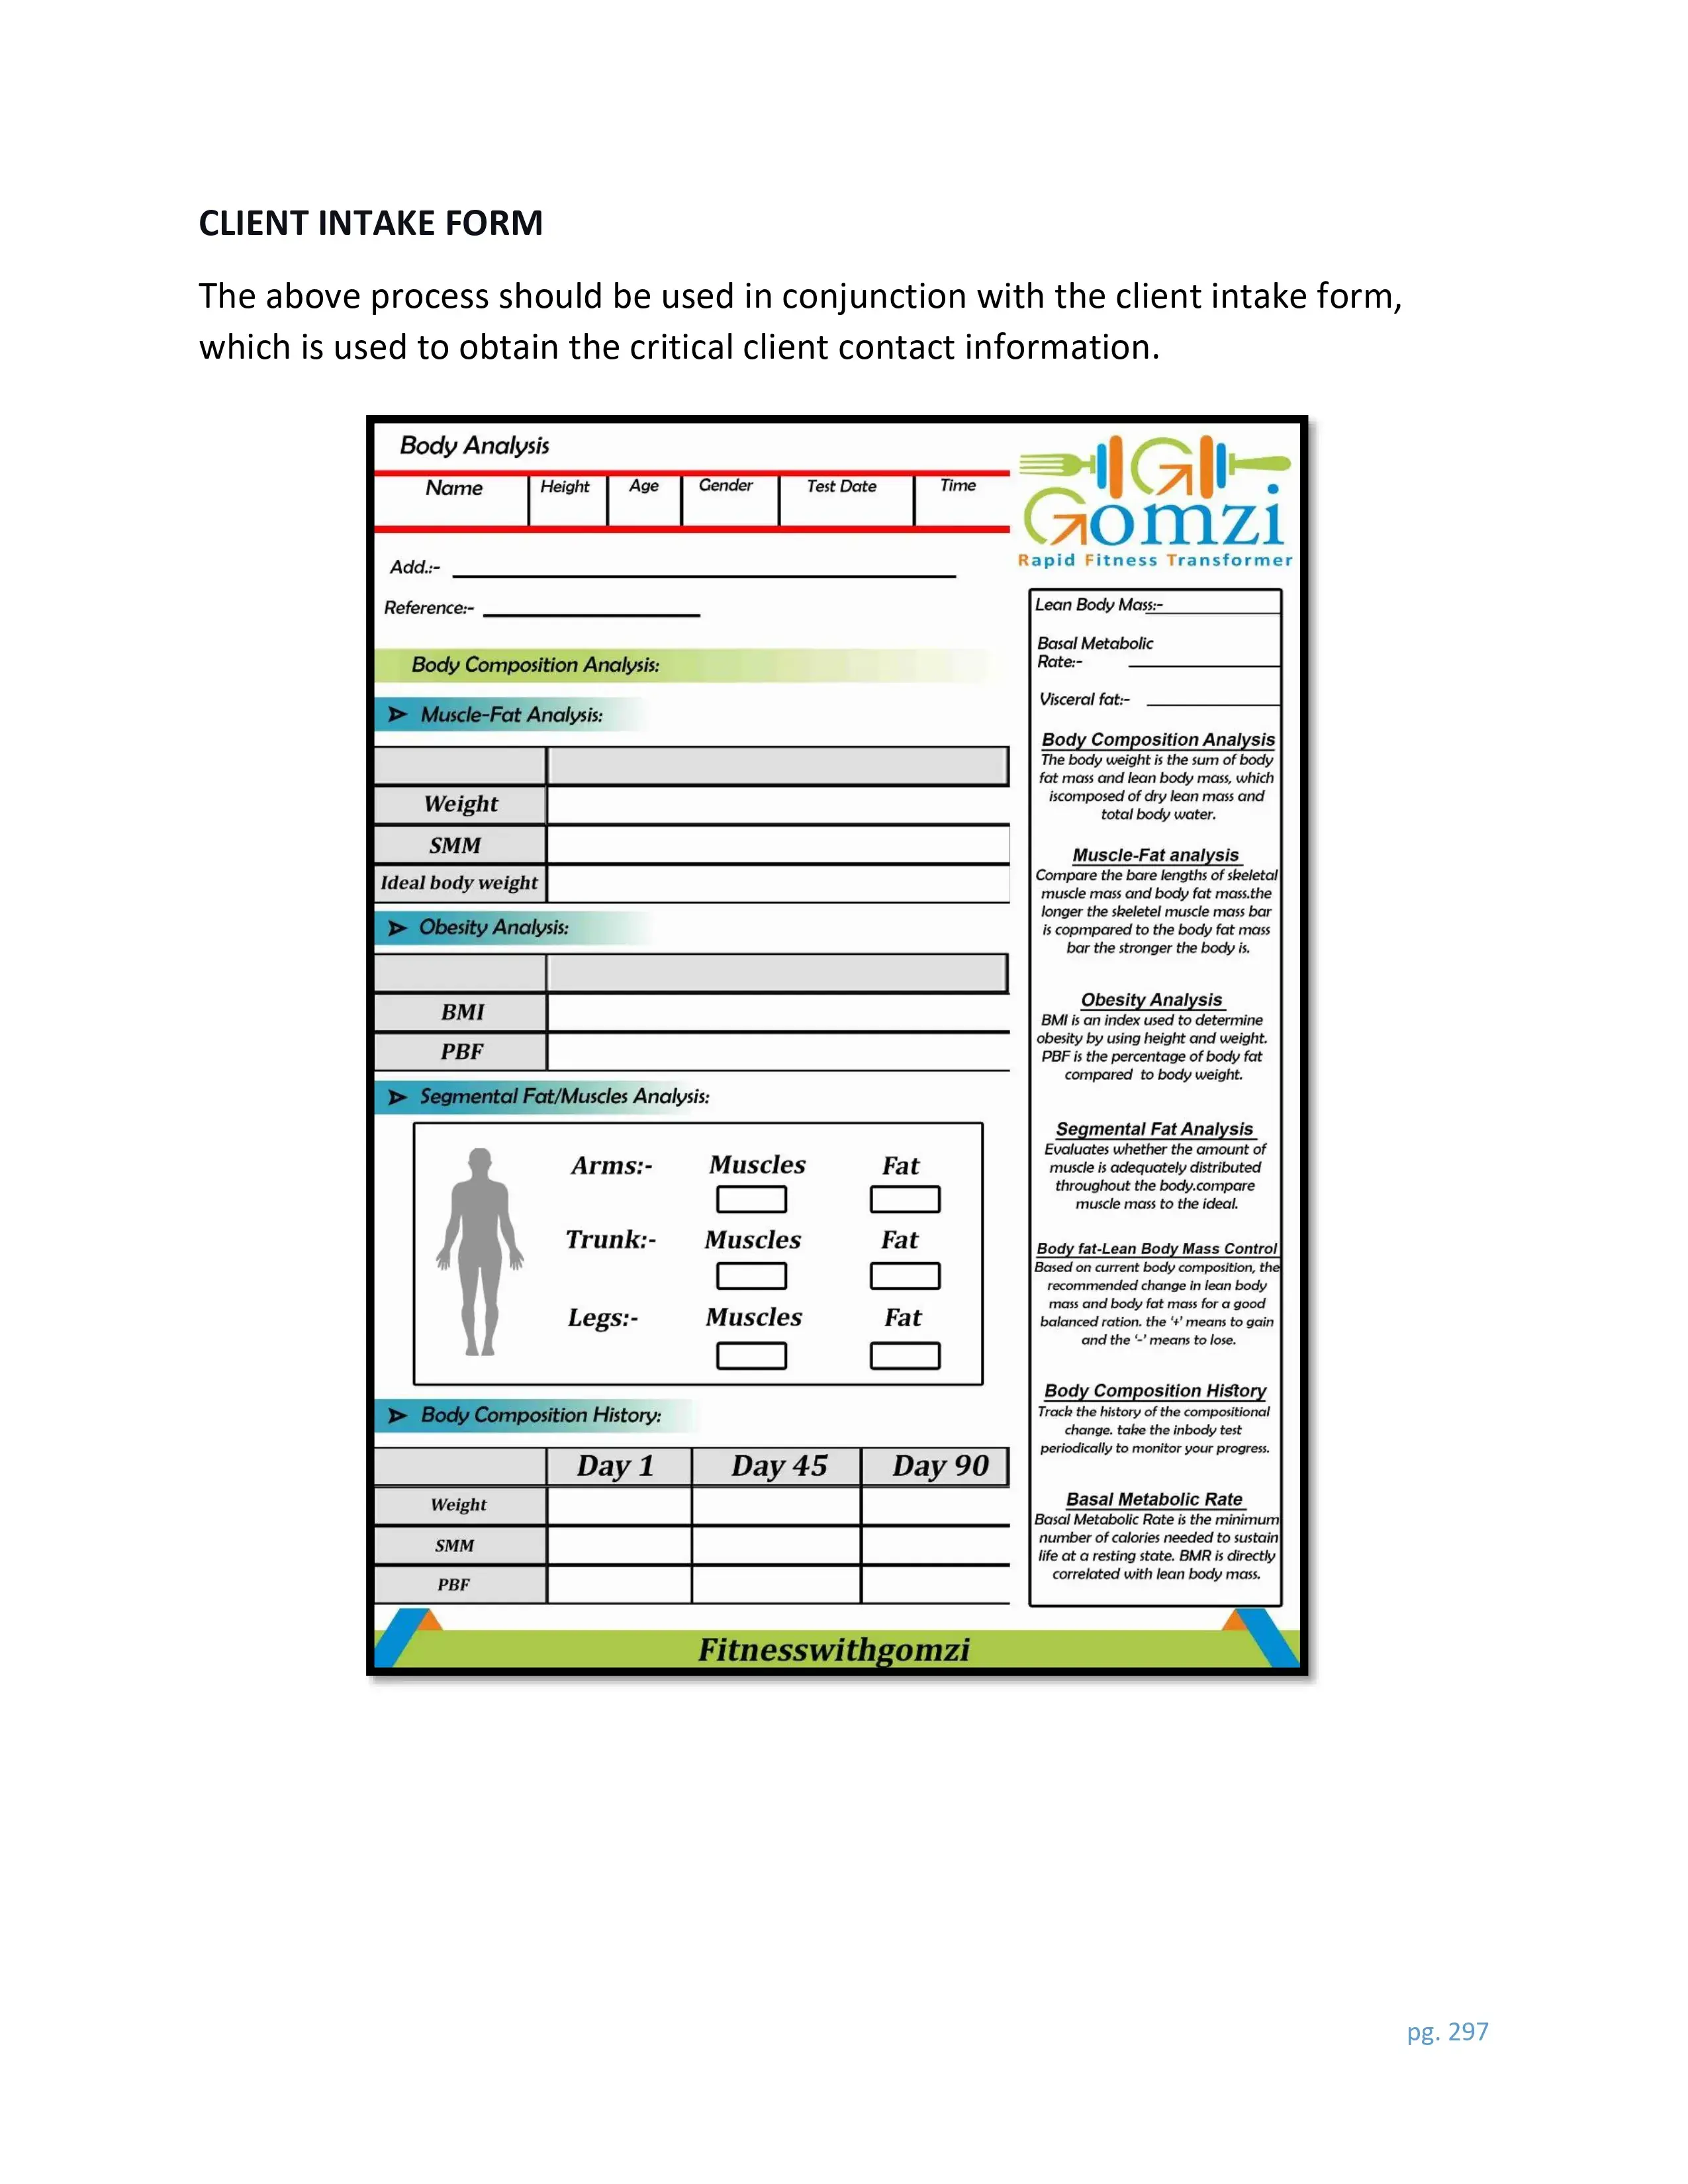 CLIENT INTAKE FORM
The above process should be used in conjunction with the client intake form,
which is used to obtain the critical client contact information.
Body Analysis
Name Height Age Gender Test Date Time
Add.:-
Reference:-
Body Composition Analysis:
Muscle-Fat Analysis:
Weight
SMM
Ideal body weight
Obesity Analysis:
BMI
PBF
Segmental Fat/Muscles Analysis:
Arms:- Muscles Fat
Trunk:- Muscles Fat
Legs:- Muscles Fat
Body Composition History:
Day 1 Day 45 Day 90
Weight
SMM
PBF
G
Gomzi
Rapid Fitness Transformer
Lean Body Mass:-
Basal Metabolic
Rate:-
Visceral fat:-
Body Composition Analysis
The body weight is the sum of body
fat mass and lean body mass, which
iscomposed of dry lean mass and
total body water.
Muscle-Fat analysis
Compare the bare lengths of skeletal
muscle mass and body fat mass.the
longer the skeletel muscle mass bar
is copmpared to the body fat mass
bar the stronger the body is.
Obesity Analysis
BMI is an index used to determine
obesity by using height and weight.
PBF is the percentage of body fat
compared to body weight.
Segmental Fat Analysis
Evaluates whether the amount of
muscle is adequately distributed
throughout the body.compare
muscle mass to the ideal.
Body fat-Lean Body Mass Control
Based on current body composition, the
recommended change in lean body
mass and body fat mass for a good
balanced ration. the '+' means to gain
and the '-' means to lose.
Body Composition History
Track the history of the compositional
change. take the inbody test
periodically to monitor your progress.
Basal Metabolic Rate
Basal Metabolic Rate is the minimum
number of calories needed to sustain
life at a resting state. BMR is directly
correlated with lean body mass.
Fitnesswithgomzi
pg. 297